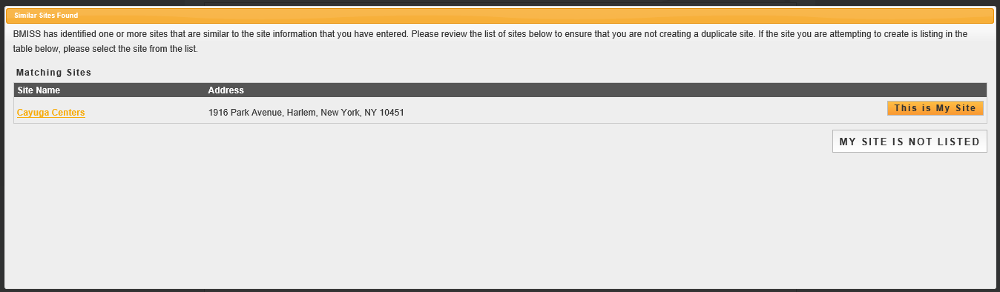 Similar Sites Found
BMISS has identified one or more sites that are similar to the site information that you have entered. Please review the list of sites below to ensure that you are not creating a duplicate site. If the site you are attempting to create is listing in the
table below, please select the site from the list.
Matching Sites
Site Name Address
Cayuga Centers 1916 Park Avenue, Harlem, New York, NY 10451 This is My Site
MY SITE IS NOT LISTED